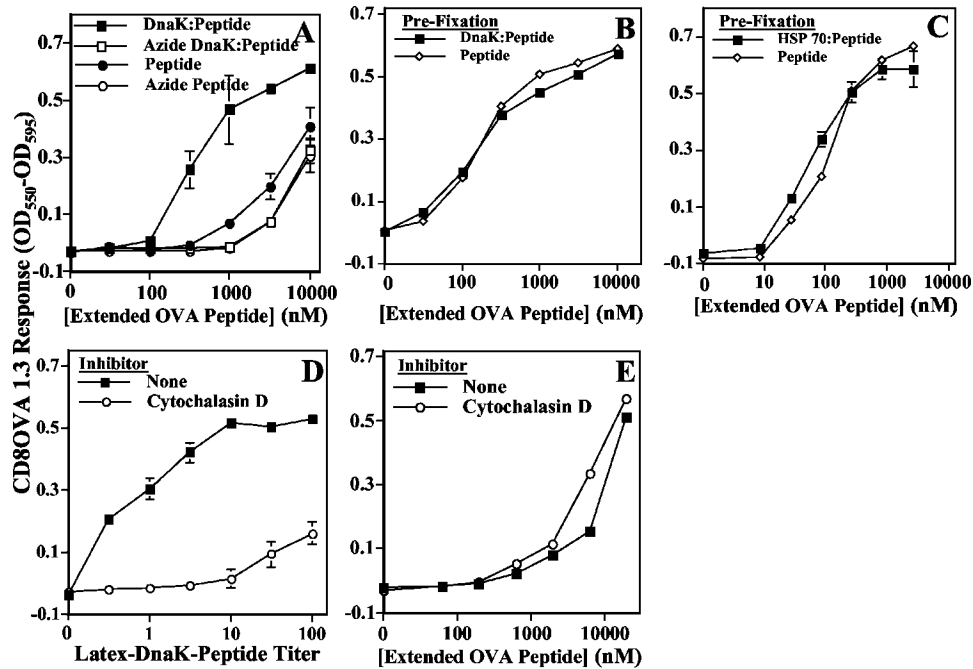 CD8OVA 1.3 Response (OD550-OD595)
A
DnaK:Peptide
Azide DnaK:Peptide
Peptide
Azide Peptide
0.7
0.5
0.3
0.1
-0.1
0 100 1000 10000
[Extended OVA Peptide] (nM)
B
Pre-Fixation
DnaK:Peptide
Peptide
0.7
0.5
0.3
0.1
-0.1
0 100 1000 10000
[Extended OVA Peptide] (nM)
C
Pre-Fixation
HSP 70:Peptide
Peptide
0.7
0.5
0.3
0.1
-0.1
0 10 100 1000 10000
[Extended OVA Peptide] (nM)
D
Inhibitor
None
Cytochalasin D
0.7
0.5
0.3
0.1
-0.1
0 1 10 100
Latex-DnaK-Peptide Titer
E
Inhibitor
None
Cytochalasin D
0.7
0.5
0.3
0.1
-0.1
0 100 1000 10000
[Extended OVA Peptide] (nM)